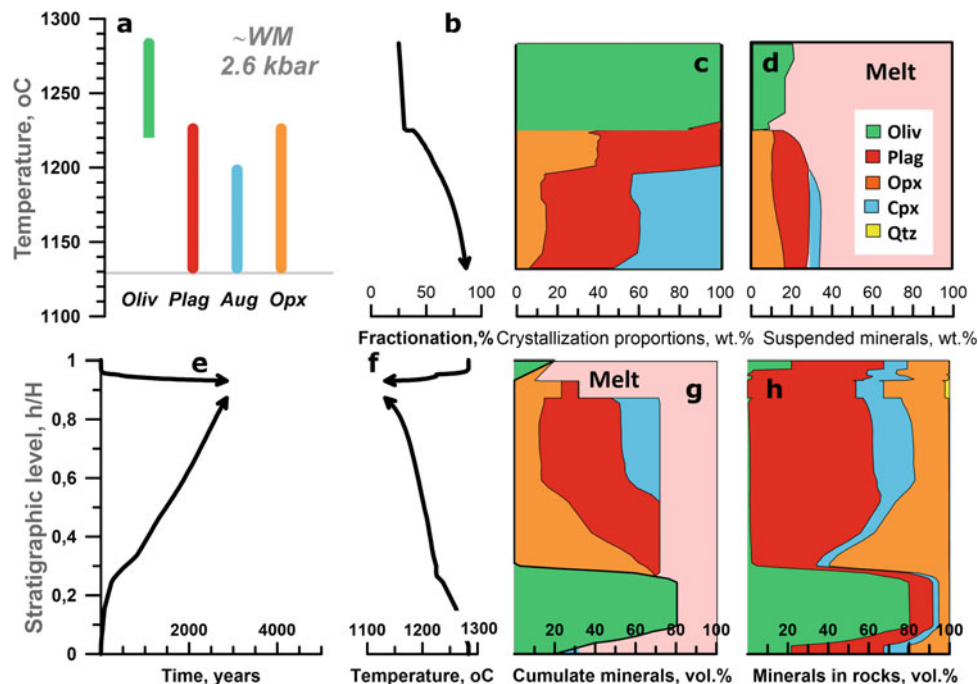 1300
1250
1200
1150
1100
Temperature, oC
a
~WM
2.6 kbar
Oliv Plag Aug Opx
b
0 50 100
Fractionation,%
c
0 20 40 60 80 100
Crystallization proportions, wt.%
d
Melt
Oliv
Plag
Opx
Cpx
Qtz
0 20 40 60 80 100
Suspended minerals, wt.%
1
0,8
0,6
0,4
0,2
0
Stratigraphic level, h/H
e
2000 4000
Time, years
f
1100 1200 1300
Temperature, oC
Melt
g
20 40 60 80 100
Cumulate minerals, vol.%
h
20 40 60 80 100
Minerals in rocks, vol.%